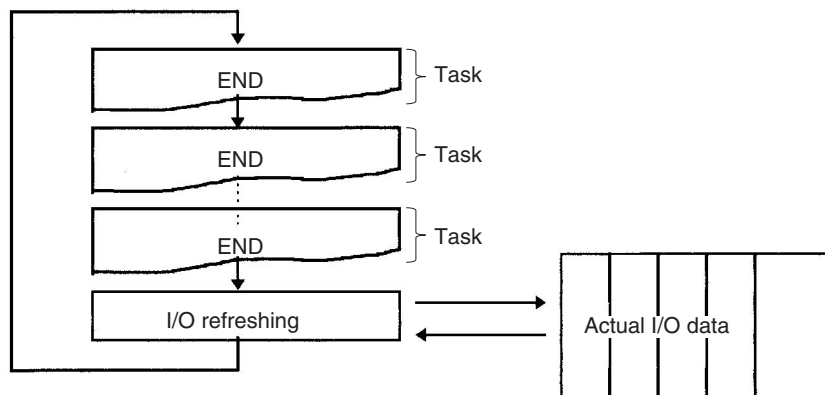 END
Task
END
Task
END
Task
I/O refreshing
Actual I/O data